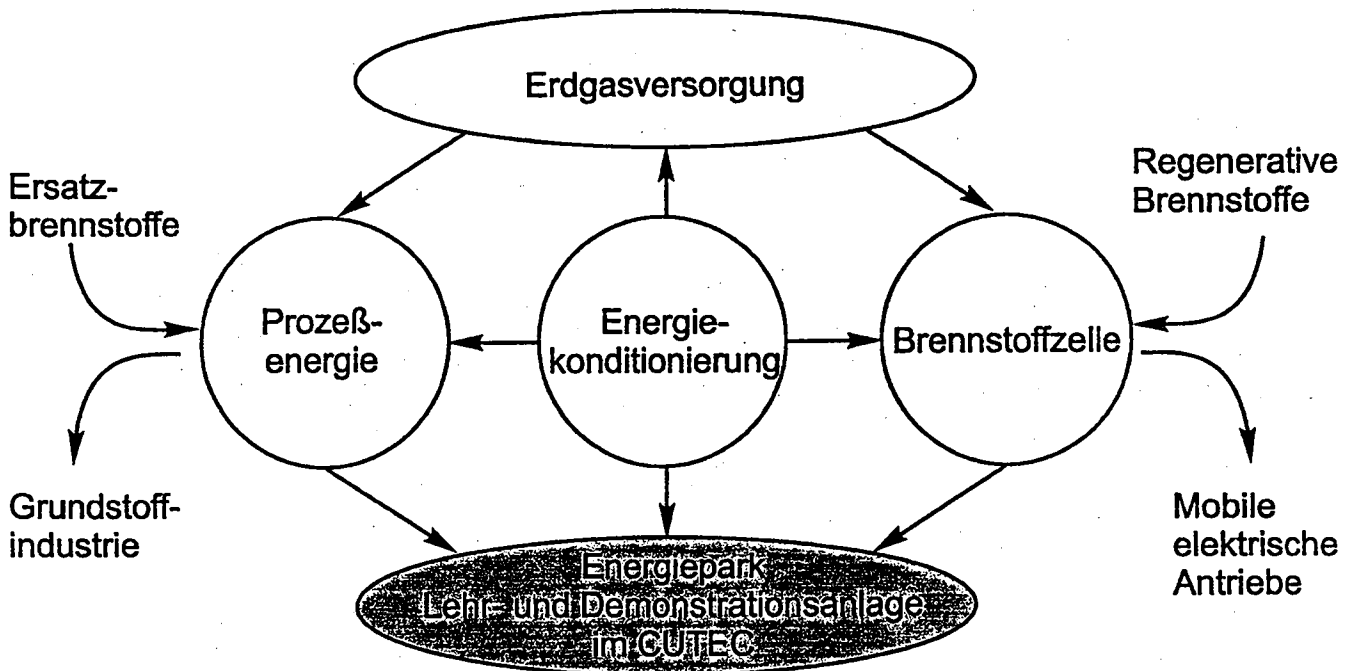 Erdgasversorgung
Ersatz-
brennstoffe
Regenerative
Brennstoffe
Prozeß-
energie
Energie-
konditionierung
Brennstoffzelle
Grundstoff-
industrie
Mobile
elektrische
Antriebe
Energiepark
Lehr- und Demonstrationsanlage
im CUTEC